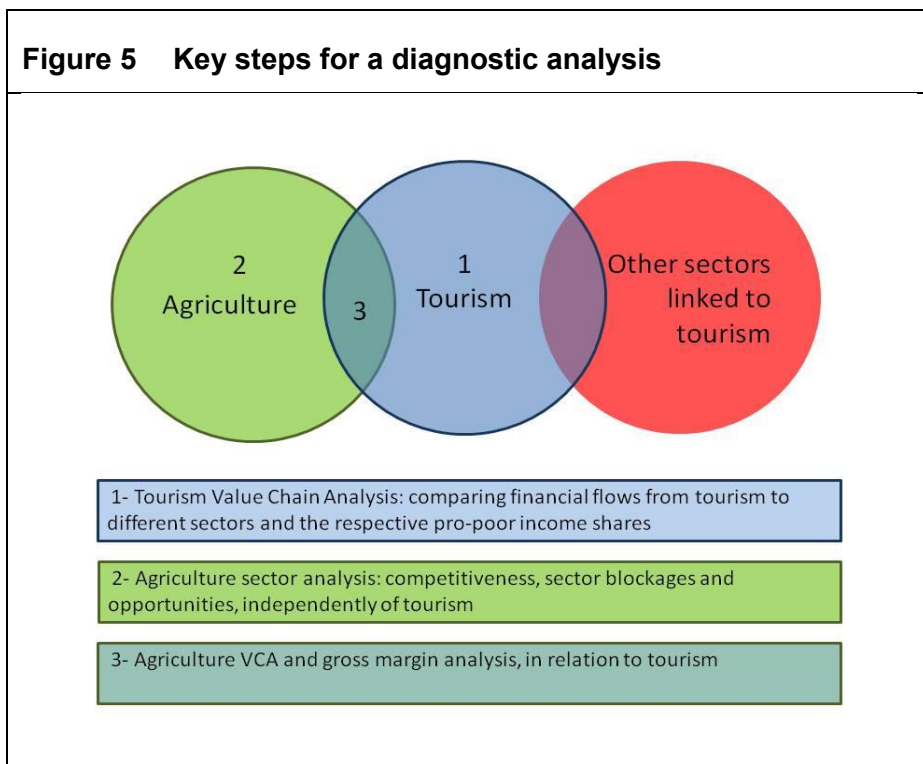 Figure 5 Key steps for a diagnostic analysis
2
Agriculture
3
1
Tourism
Other sectors
linked to
tourism
1- Tourism Value Chain Analysis: comparing financial flows from tourism to
different sectors and the respective pro-poor income shares
2- Agriculture sector analysis: competitiveness, sector blockages and
opportunities, independently of tourism
3- Agriculture VCA and gross margin analysis, in relation to tourism